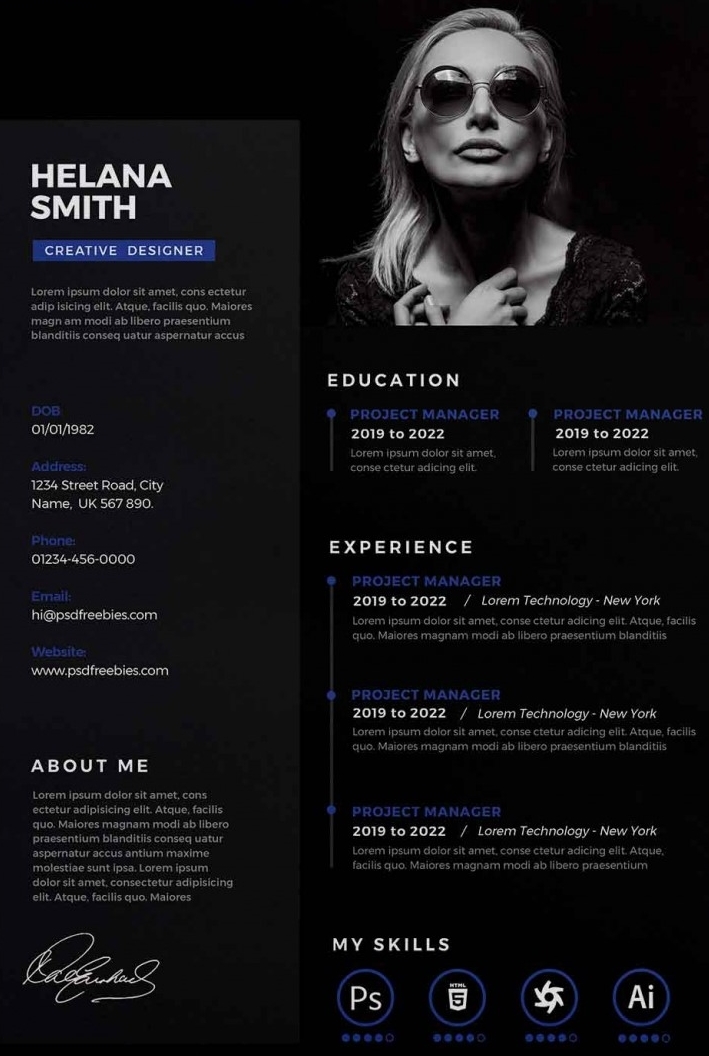 HELANA
SMITH
CREATIVE DESIGNER
Lorem ipsum dolor sit amet, cons ectetur
adip isicing elit. Atque, facilis quo. Maiores
magn am modi ab libero praesentium
blanditiis conseq uatur aspernatur accus
DOB
01/01/1982
Address:
1234 Street Road, City
Name, UK 567 890.
Phone:
01234-456-0000
Email:
hi@psdfreebies.com
Website:
www.psdfreebies.com
ABOUT ME
Lorem ipsum dolor sit amet, cons
ectetur adipisicing elit. Atque, facilis
quo. Maiores magnam modi ab libero
praesentium blanditiis conseq uatur
aspernatur accus antium maxime
molestiae sunt ipsa. Lorem ipsum
dolor sit amet, consectetur adipisicing
elit. Atque, facilis quo. Maiores
EDUCATION
PROJECT MANAGER
2019 to 2022
Lorem ipsum dolor sit amet,
conse ctetur adicing elit.
PROJECT MANAGER
2019 to 2022
Lorem ipsum dolor sit amet,
conse ctetur adicing elit.
EXPERIENCE
PROJECT MANAGER
2019 to 2022 / Lorem Technology - New York
Lorem ipsum dolor sit amet, conse ctetur adicing elit. Atque, facilis
quo. Maiores magnam modi ab libero praesentium blanditiis
PROJECT MANAGER
2019 to 2022 / Lorem Technology - New York
Lorem ipsum dolor sit amet, conse ctetur adicing elit. Atque, facilis
quo. Maiores magnam modi ab libero praesentium blanditiis
PROJECT MANAGER
2019 to 2022 / Lorem Technology - New York
Lorem ipsum dolor sit amet, conse ctetur adicing elit. Atque,
facilis quo. Maiores magnam modi ab libero praesentium
MY SKILLS
Ps
HTML
5
Ai